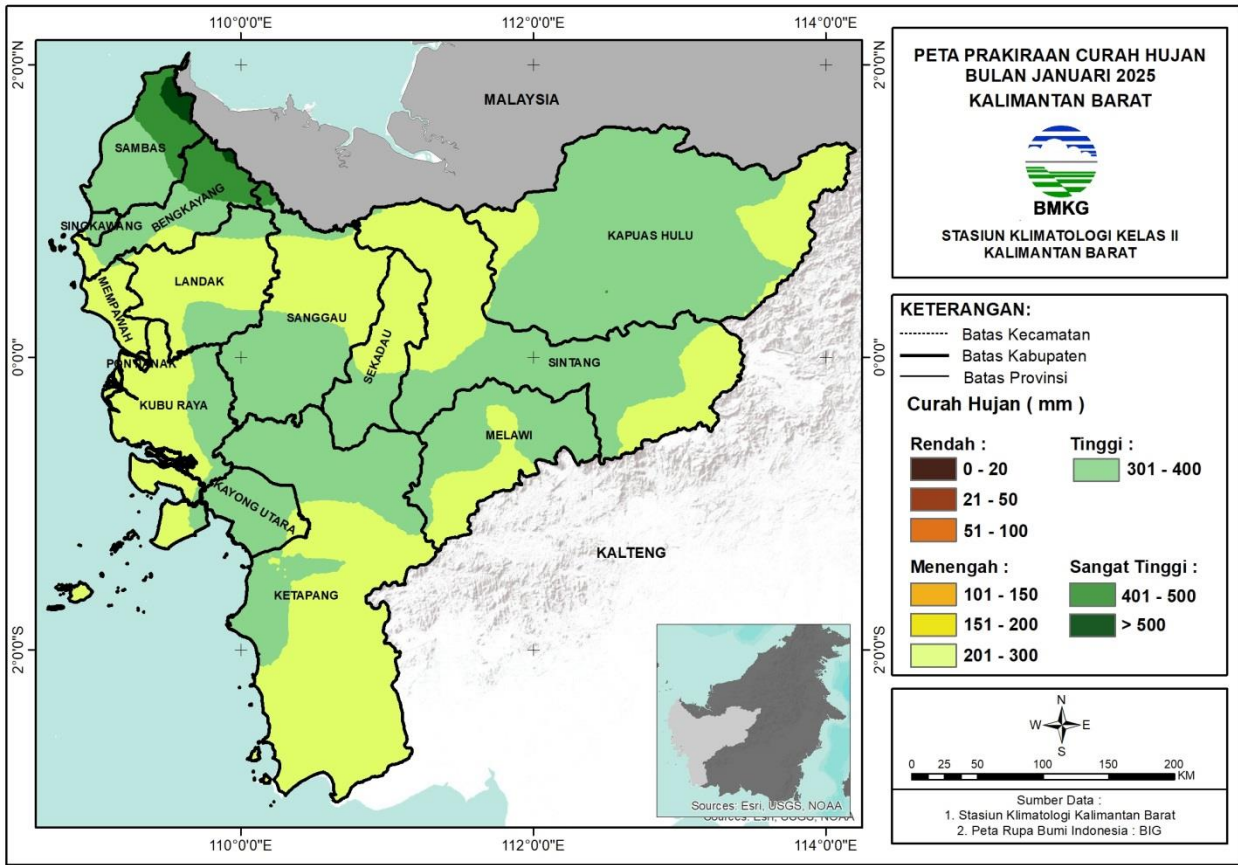 110°0'0"E
112°0'0"E
114°0'0"E
2°0'0"N
0°0'0"
2°0'0"S
MALAYSIA
SAMBAS
BENGKAYANG
SINGKAWANG
KAPUAS HULU
LANDAK
MEMPAWAH
SANGGAU
SEKADAU
SINTANG
PONTIANAK
KUBU RAYA
MELAWI
KAYONG UTARA
KALTENG
KETAPANG
Sources: Esri, USGS, NOAA
Sources: Esri, USGS, NOAA
110°0'0"E
112°0'0"E
114°0'0"E
2°0'0"N
0°0'0"
2°0'0"S
PETA PRAKIRAAN CURAH HUJAN
BULAN JANUARI 2025
KALIMANTAN BARAT
BMKG
STASIUN KLIMATOLOGI KELAS II
KALIMANTAN BARAT
KETERANGAN:
Batas Kecamatan
Batas Kabupaten
Batas Provinsi
Curah Hujan ( mm )
Rendah :
0 - 20
21 - 50
51 - 100
Tinggi :
301 - 400
Menengah :
101 - 150
151 - 200
201 - 300
Sangat Tinggi :
401 - 500
> 500
N
W E
S
0 25 50 100 150 200
KM
Sumber Data :
1. Stasiun Klimatologi Kalimantan Barat
2. Peta Rupa Bumi Indonesia : BIG